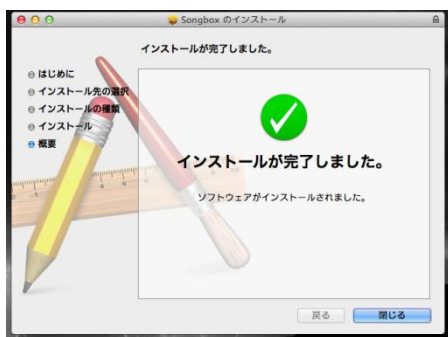 Songbox のインストール
インストールが完了しました。
はじめに
インストール先の選択
インストールの種類
インストール
概要
インストールが完了しました。
ソフトウェアがインストールされました。
戻る
閉じる